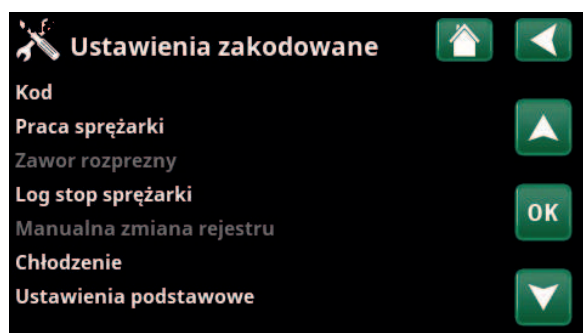 Ustawienia zakodowane
Kod
Praca sprężarki
Zawor rozprezny
Log stop sprężarki
OK
Manualna zmiana rejestru
Chłodzenie
Ustawienia podstawowe